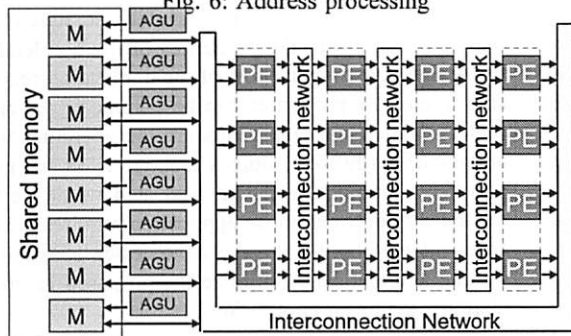 Fig. 6: Address processing
Shared memory
M
M
M
M
M
M
M
M
AGU
AGU
AGU
AGU
AGU
AGU
AGU
AGU
PE
PE
PE
PE
Interconnection network
PE
PE
PE
PE
Interconnection network
PE
PE
PE
PE
Interconnection network
PE
PE
PE
PE
Interconnection Network